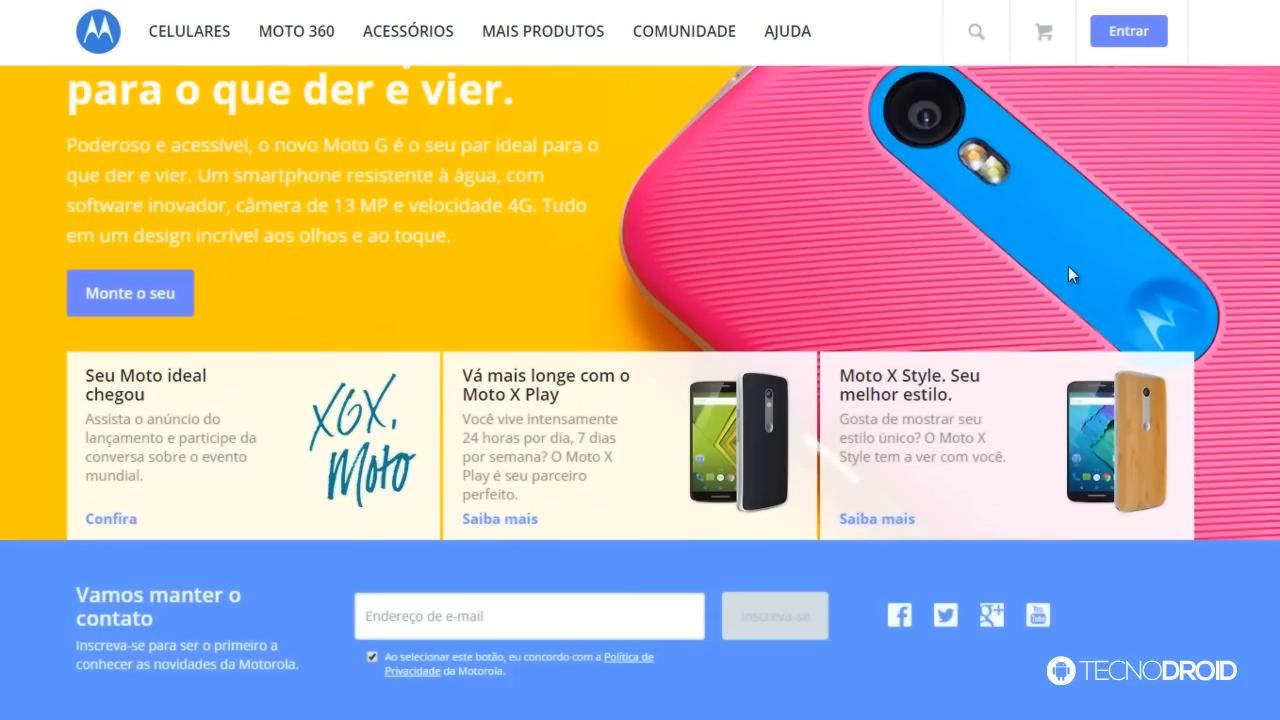 CELULARES MOTO 360 ACESSÓRIOS MAIS PRODUTOS COMUNIDADE AJUDA Entrar
para o que der e vier.
Poderoso e acessível, o novo Moto G é o seu par ideal para o
que der e vier. Um smartphone resistente à água, com
software inovador, câmera de 13 MP e velocidade 4G. Tudo
em um design incrível aos olhos e ao toque.
Monte o seu
Seu Moto ideal
chegou
Assista o anúncio do
lançamento e participe da
conversa sobre o evento
mundial.
Confira
XOX,
Moto
Vá mais longe com o
Moto X Play
Você vive intensamente
24 horas por dia, 7 dias
por semana? O Moto X
Play é seu parceiro
perfeito.
Saiba mais
Moto X Style. Seu
melhor estilo.
Gosta de mostrar seu
estilo único? O Moto X
Style tem a ver com você.
Saiba mais
Vamos manter o
contato
Inscreva-se para ser o primeiro a
conhecer as novidades da Motorola.
Endereço de e-mail
Inscreva-se
Ao selecionar este botão, eu concordo com a Política de
Privacidade da Motorola.
You
Tube
TECNODROID